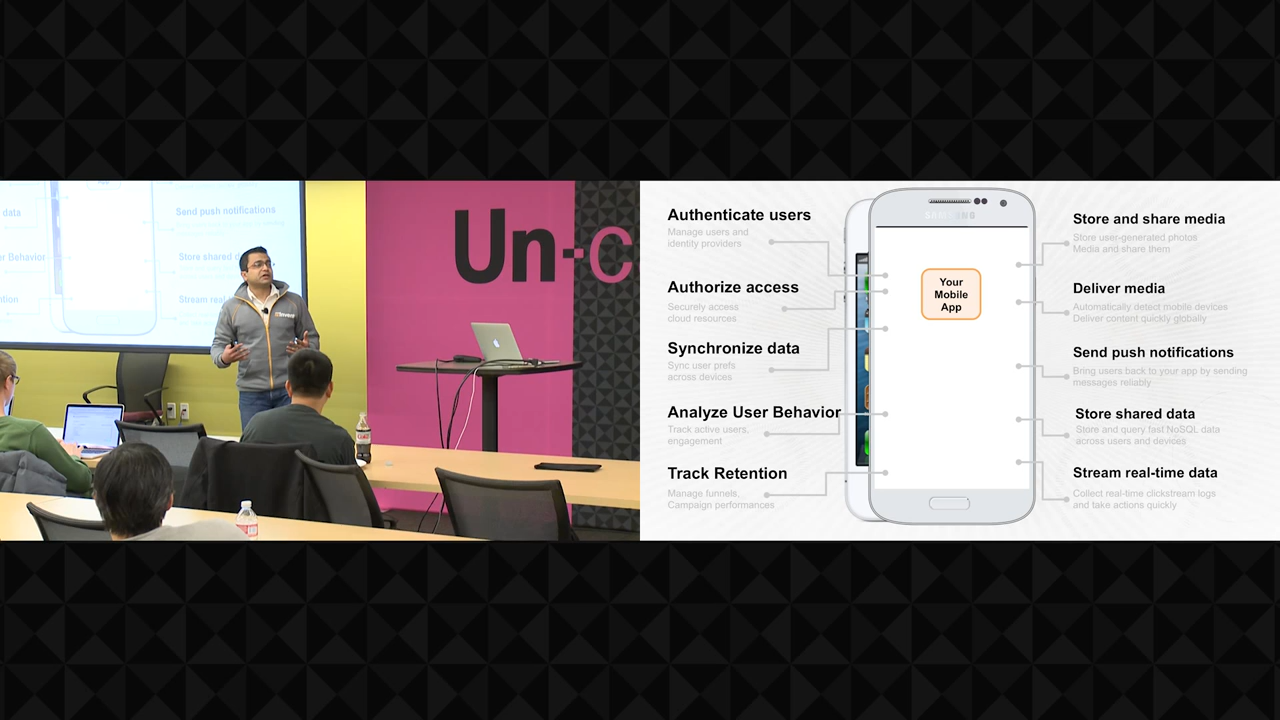 data
Send push notifications
r Behavior
Store shared d
ntion
Stream real-
re:Invent
Un-c
Authenticate users
Manage users and
identity providers
Authorize access
Securely access
cloud resources
Synchronize data
Sync user prefs
across devices
Analyze User Behavior
Track active users,
engagement
Track Retention
Manage funnels,
Campaign performances
SAMSUNG
Your
Mobile
App
Store and share media
Store user-generated photos
Media and share them
Deliver media
Automatically detect mobile devices
Deliver content quickly globally
Send push notifications
Bring users back to your app by sending
messages reliably
Store shared data
Store and query fast NoSQL data
across users and devices
Stream real-time data
Collect real-time clickstream logs
and take actions quickly